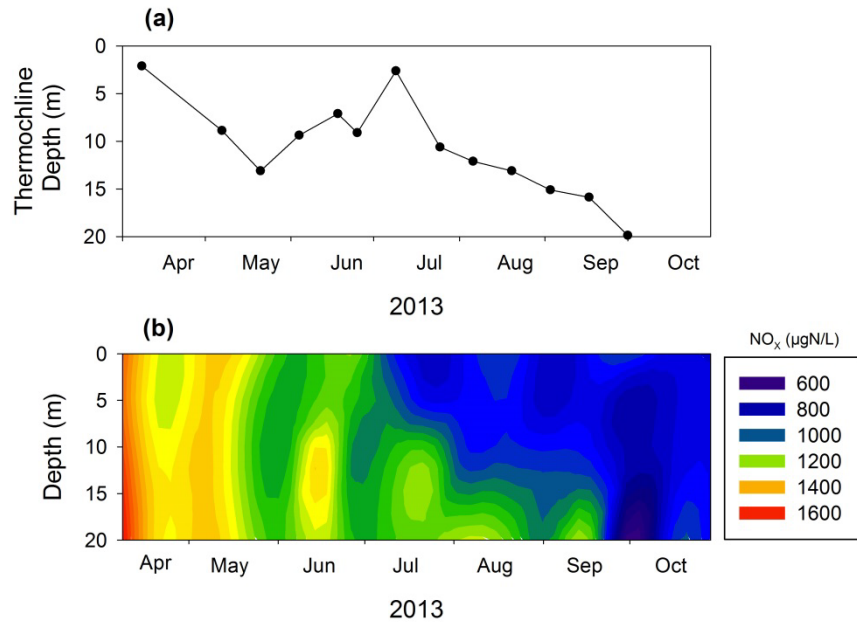 (a)
0
5
10
15
20
Thermochline
Depth (m)
Apr May Jun Jul Aug Sep Oct
2013
(b)
0
5
10
15
20
Depth (m)
Apr May Jun Jul Aug Sep Oct
2013
NOx (µgN/L)
600
800
1000
1200
1400
1600